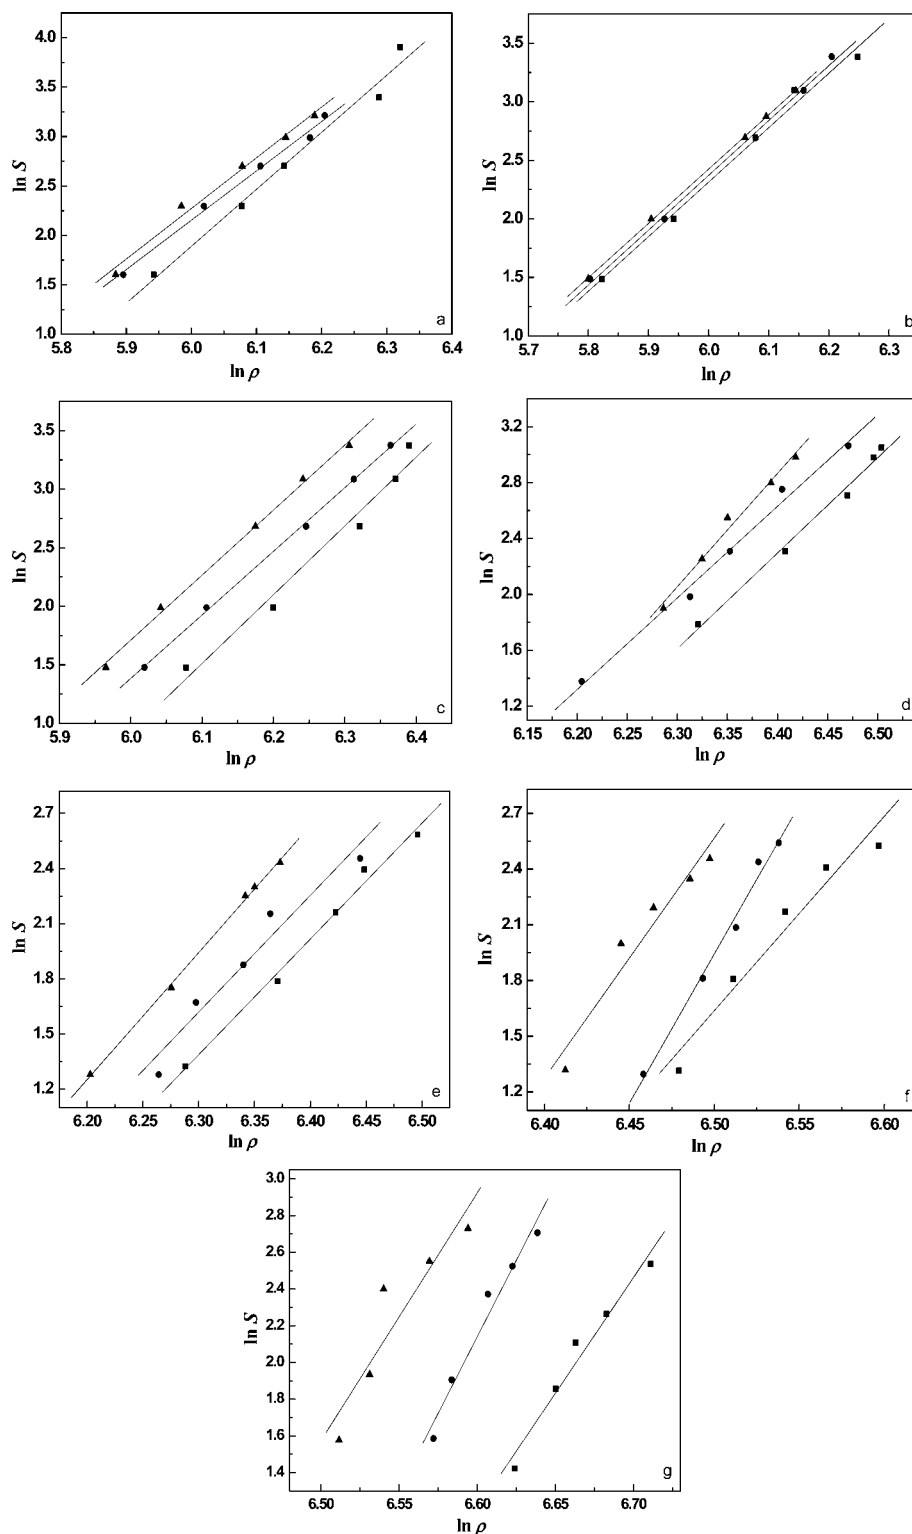 4.0
3.5
3.0
2.5
2.0
1.5
1.0
ln S
5.8 5.9 6.0 6.1 6.2 6.3 6.4
ln ρ
a
3.5
3.0
2.5
2.0
1.5
1.0
ln S
5.7 5.8 5.9 6.0 6.1 6.2 6.3
ln ρ
b
3.5
3.0
2.5
2.0
1.5
1.0
ln S
5.9 6.0 6.1 6.2 6.3 6.4
ln ρ
c
3.2
2.8
2.4
2.0
1.6
1.2
ln S
6.15 6.20 6.25 6.30 6.35 6.40 6.45 6.50
ln ρ
d
2.7
2.4
2.1
1.8
1.5
1.2
ln S
6.20 6.25 6.30 6.35 6.40 6.45 6.50
ln ρ
e
2.7
2.4
2.1
1.8
1.5
1.2
ln S
6.40 6.45 6.50 6.55 6.60
ln ρ
f
3.0
2.8
2.6
2.4
2.2
2.0
1.8
1.6
1.4
ln S
6.50 6.55 6.60 6.65 6.70
ln ρ
g